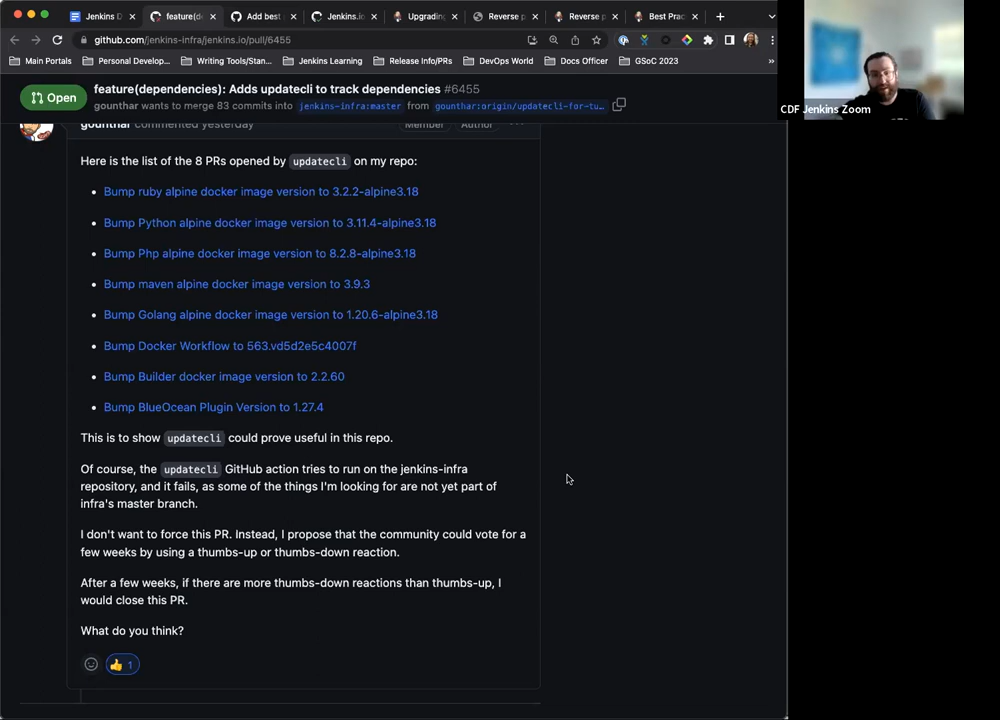 Jenkins D
feature(d
Add best
Jenkins.io
Upgrading
Reverse p
Reverse p
Best Prac
github.com/jenkins-infra/jenkins.io/pull/6455
Main Portals
Personal Develop...
Writing Tools/Stan...
Jenkins Learning
Release Info/PRs
DevOps World
Docs Officer
GSoC 2023
»
Open
feature(dependencies): Adds updatecli to track dependencies #6455
gounthar wants to merge 83 commits into jenkins-infra:master from gounthar:origin/updatecli-for-tu…
CDF Jenkins Zoom
gounthar commented yesterday
Member
Author
Here is the list of the 8 PRs opened by updatecli on my repo:
• Bump ruby alpine docker image version to 3.2.2-alpine3.18
• Bump Python alpine docker image version to 3.11.4-alpine3.18
• Bump Php alpine docker image version to 8.2.8-alpine3.18
• Bump maven alpine docker image version to 3.9.3
• Bump Golang alpine docker image version to 1.20.6-alpine3.18
• Bump Docker Workflow to 563.vd5d2e5c4007f
• Bump Builder docker image version to 2.2.60
• Bump BlueOcean Plugin Version to 1.27.4
This is to show updatecli could prove useful in this repo.
Of course, the updatecli GitHub action tries to run on the jenkins-infra
repository, and it fails, as some of the things I'm looking for are not yet part of
infra's master branch.
I don't want to force this PR. Instead, I propose that the community could vote for a
few weeks by using a thumbs-up or thumbs-down reaction.
After a few weeks, if there are more thumbs-down reactions than thumbs-up, I
would close this PR.
What do you think?
👍 1